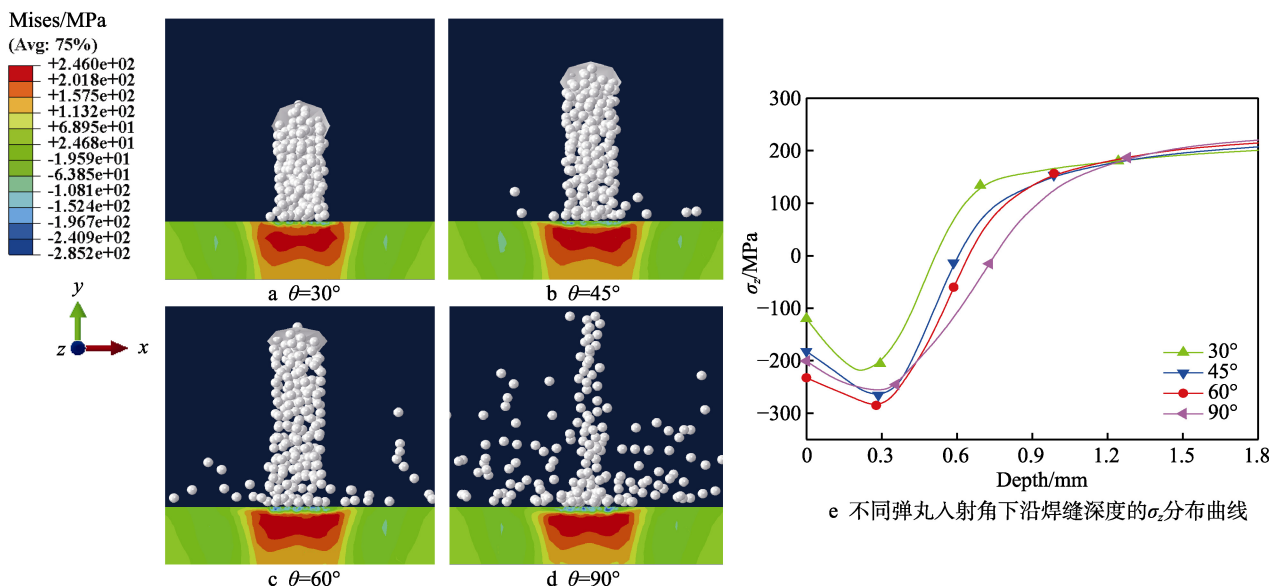 Mises/MPa
(Avg: 75%)
+2.460e+02
+2.018e+02
+1.575e+02
+1.132e+02
+6.895e+01
+2.468e+01
-1.959e+01
-6.385e+01
-1.081e+02
-1.524e+02
-1.967e+02
-2.409e+02
-2.852e+02
y
z
x
a θ=30°
b θ=45°
c θ=60°
d θ=90°
300
200
100
0
−100
−200
−300
σz/MPa
30°
45°
60°
90°
0 0.3 0.6 0.9 1.2 1.5 1.8
Depth/mm
e 不同弹丸入射角下沿焊缝深度的σz分布曲线